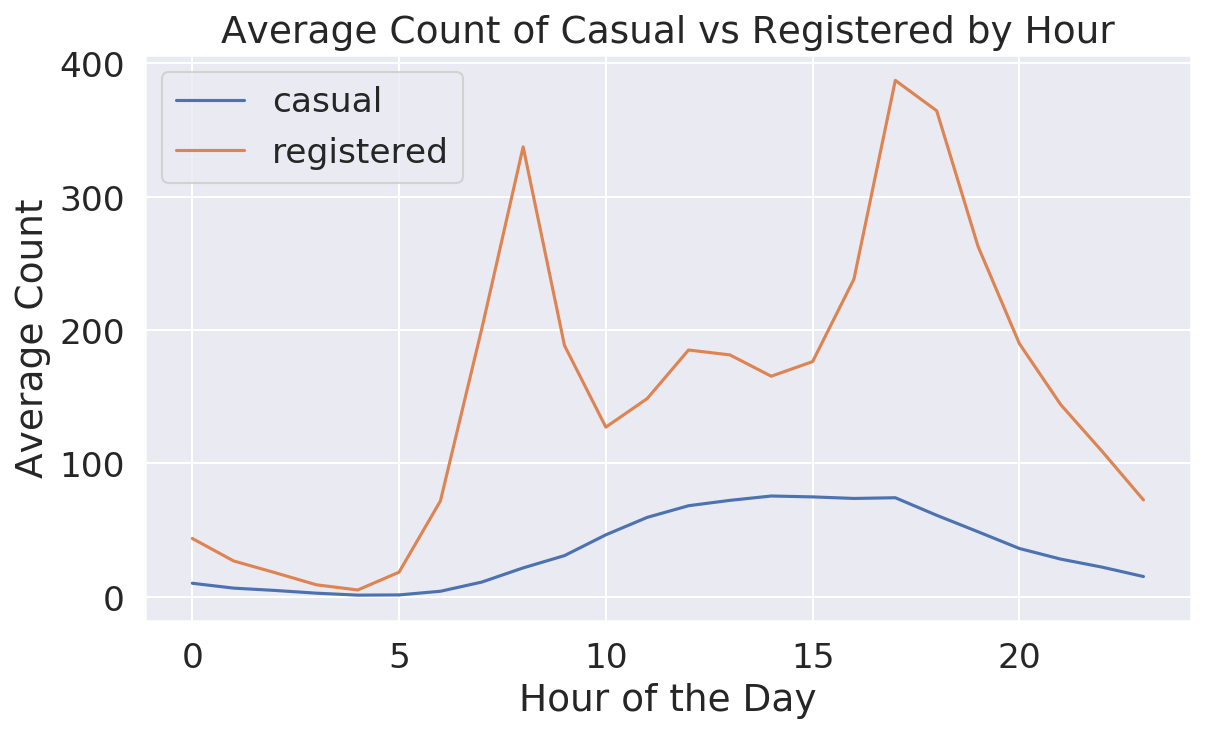 Average Count of Casual vs Registered by Hour
400
300
200
100
0
Average Count
casual
registered
0 5 10 15 20
Hour of the Day